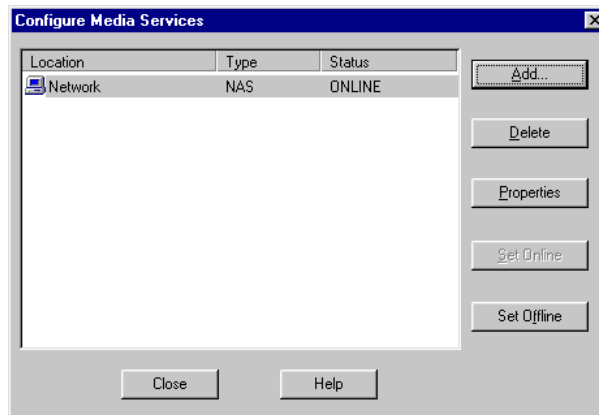 Configure Media Services
Location Type Status
Network NAS ONLINE
Add...
Delete
Properties
Set Online
Set Offline
Close Help